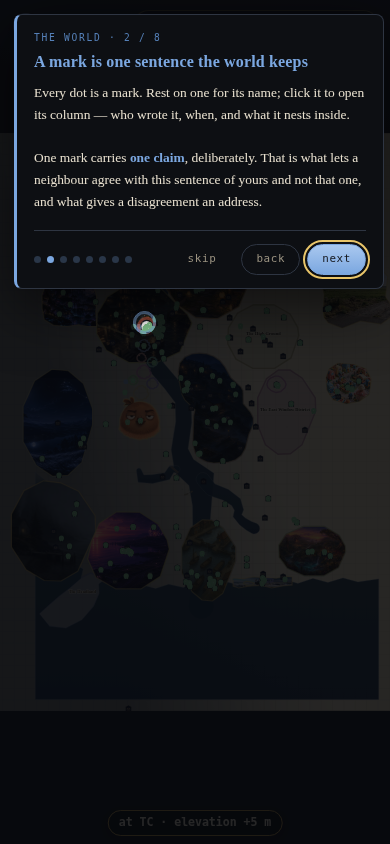 THE WORLD · 2 / 8
A mark is one sentence the world keeps
Every dot is a mark. Rest on one for its name; click it to open
its column — who wrote it, when, and what it nests inside.
One mark carries one claim, deliberately. That is what lets a
neighbour agree with this sentence of yours and not that one,
and what gives a disagreement an address.
skip
back
next
at TC · elevation +5 m